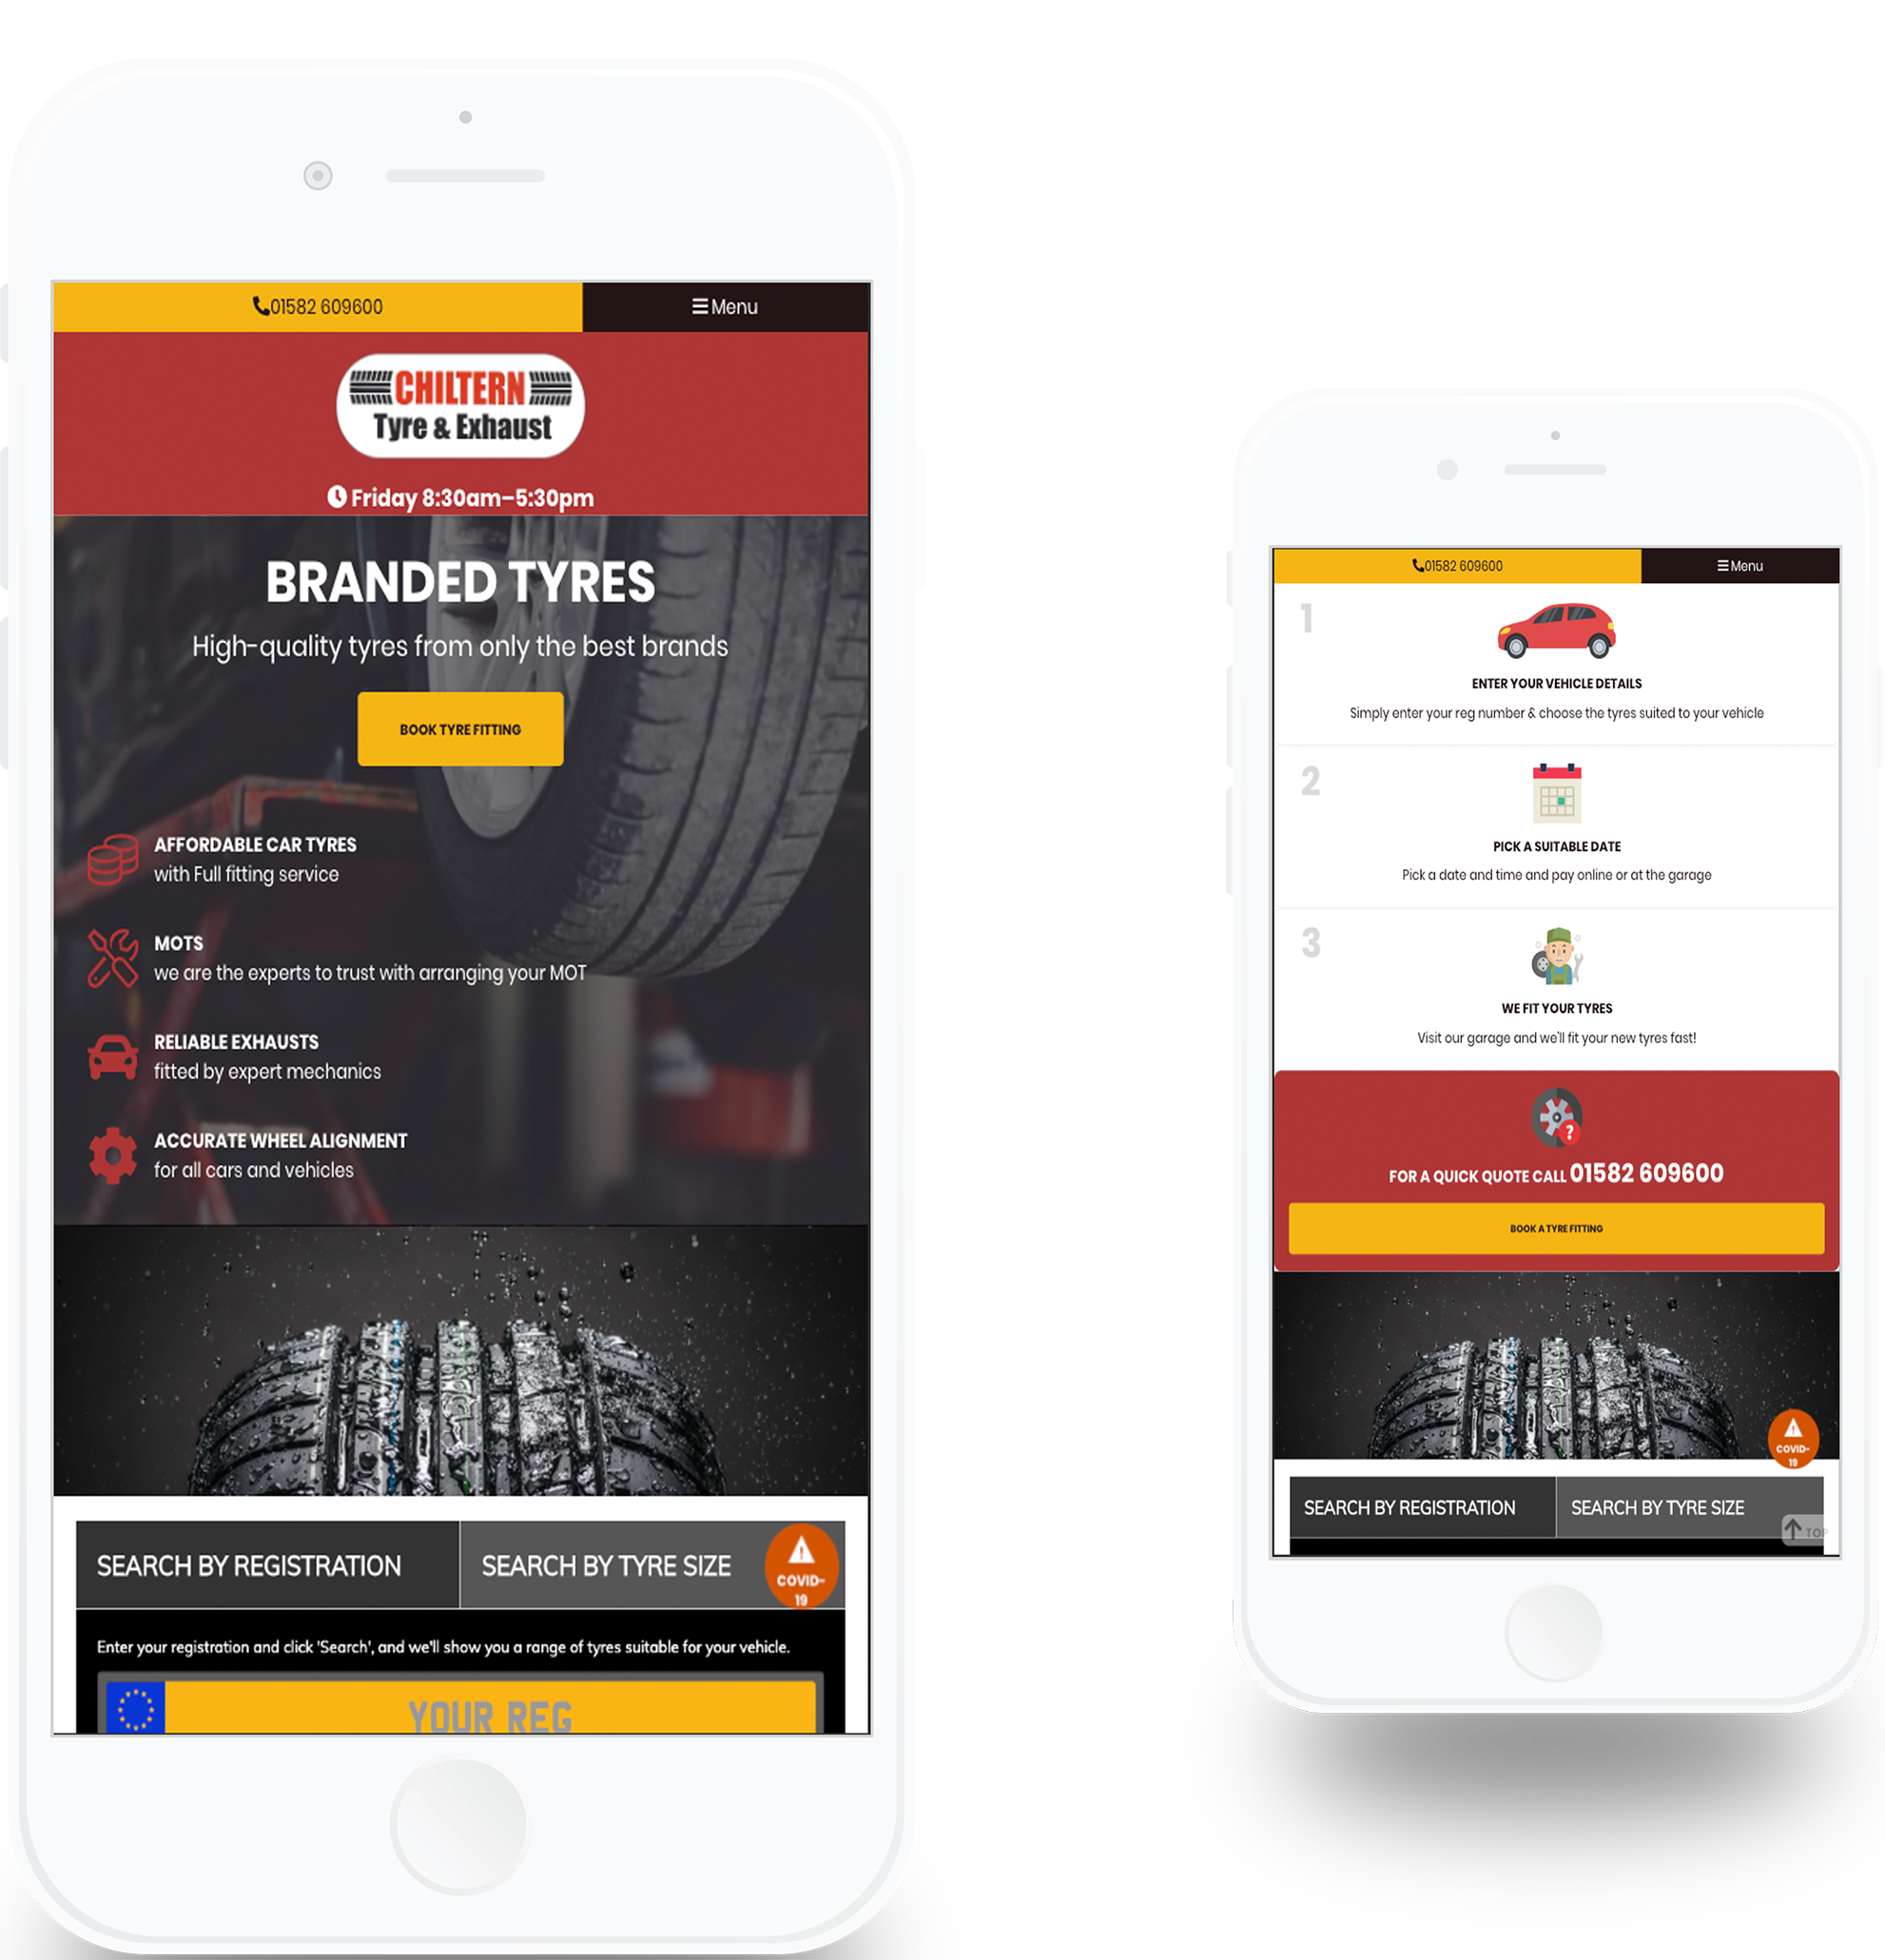 01582 609600
Menu
CHILTERN
Tyre & Exhaust
Friday 8:30am–5:30pm
BRANDED TYRES
High-quality tyres from only the best brands
BOOK TYRE FITTING
AFFORDABLE CAR TYRES
with Full fitting service
MOTS
we are the experts to trust with arranging your MOT
RELIABLE EXHAUSTS
fitted by expert mechanics
ACCURATE WHEEL ALIGNMENT
for all cars and vehicles
SEARCH BY REGISTRATION
SEARCH BY TYRE SIZE
COVID-
19
Enter your registration and click 'Search', and we'll show you a range of tyres suitable for your vehicle.
YOUR REG
01582 609600
Menu
1
ENTER YOUR VEHICLE DETAILS
Simply enter your reg number & choose the tyres suited to your vehicle
2
PICK A SUITABLE DATE
Pick a date and time and pay online or at the garage
3
WE FIT YOUR TYRES
Visit our garage and we'll fit your new tyres fast!
?
FOR A QUICK QUOTE CALL 01582 609600
BOOK A TYRE FITTING
COVID-
19
SEARCH BY REGISTRATION
SEARCH BY TYRE SIZE
TOP